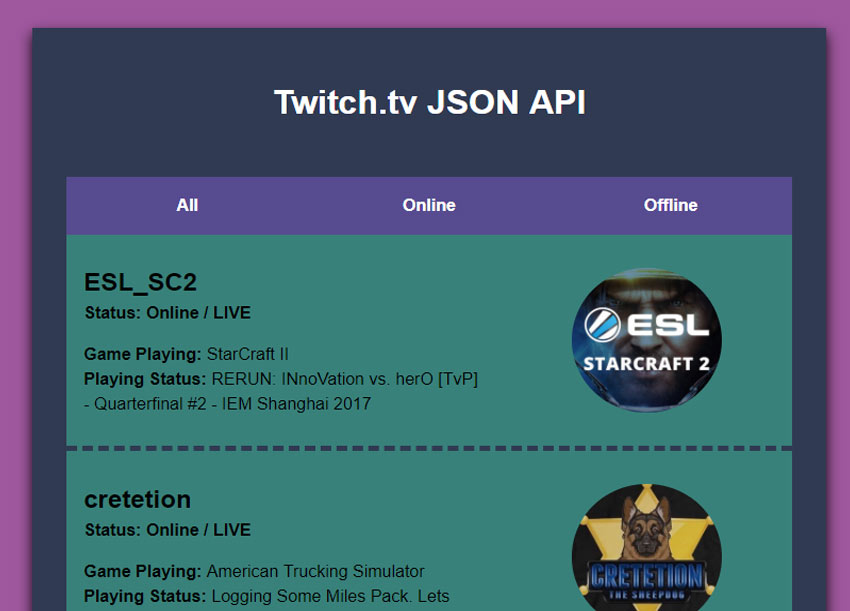 Twitch.tv JSON API
All Online Offline
ESL_SC2
Status: Online / LIVE
Game Playing: StarCraft II
Playing Status: RERUN: INnoVation vs. herO [TvP]
- Quarterfinal #2 - IEM Shanghai 2017
ESL
STARCRAFT 2
cretetion
Status: Online / LIVE
Game Playing: American Trucking Simulator
Playing Status: Logging Some Miles Pack. Lets
CRETETION
THE SHEEPDOG